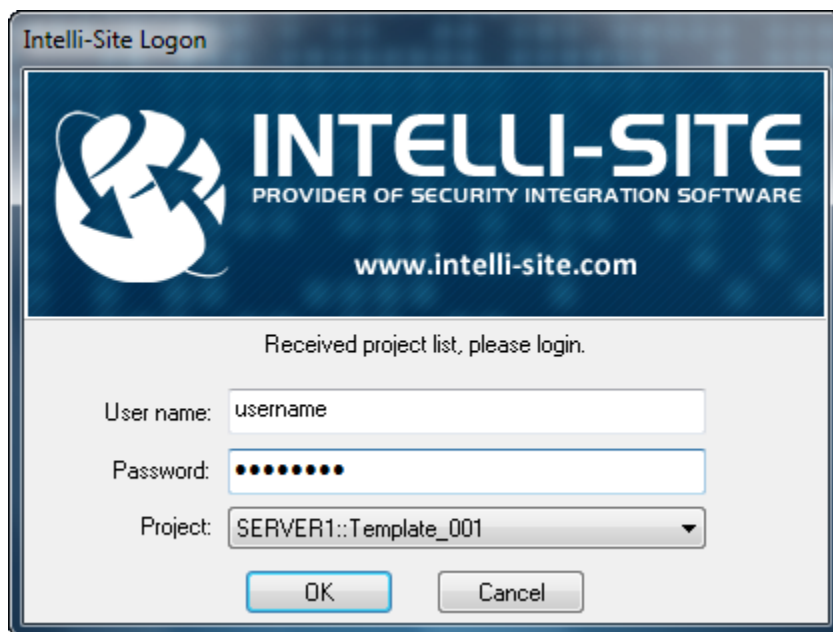 Intelli-Site Logon
INTELLI-SITE
PROVIDER OF SECURITY INTEGRATION SOFTWARE
www.intelli-site.com
Received project list, please login.
User name: username
Password: ●●●●●●●●
Project: SERVER1::Template_001
OK Cancel